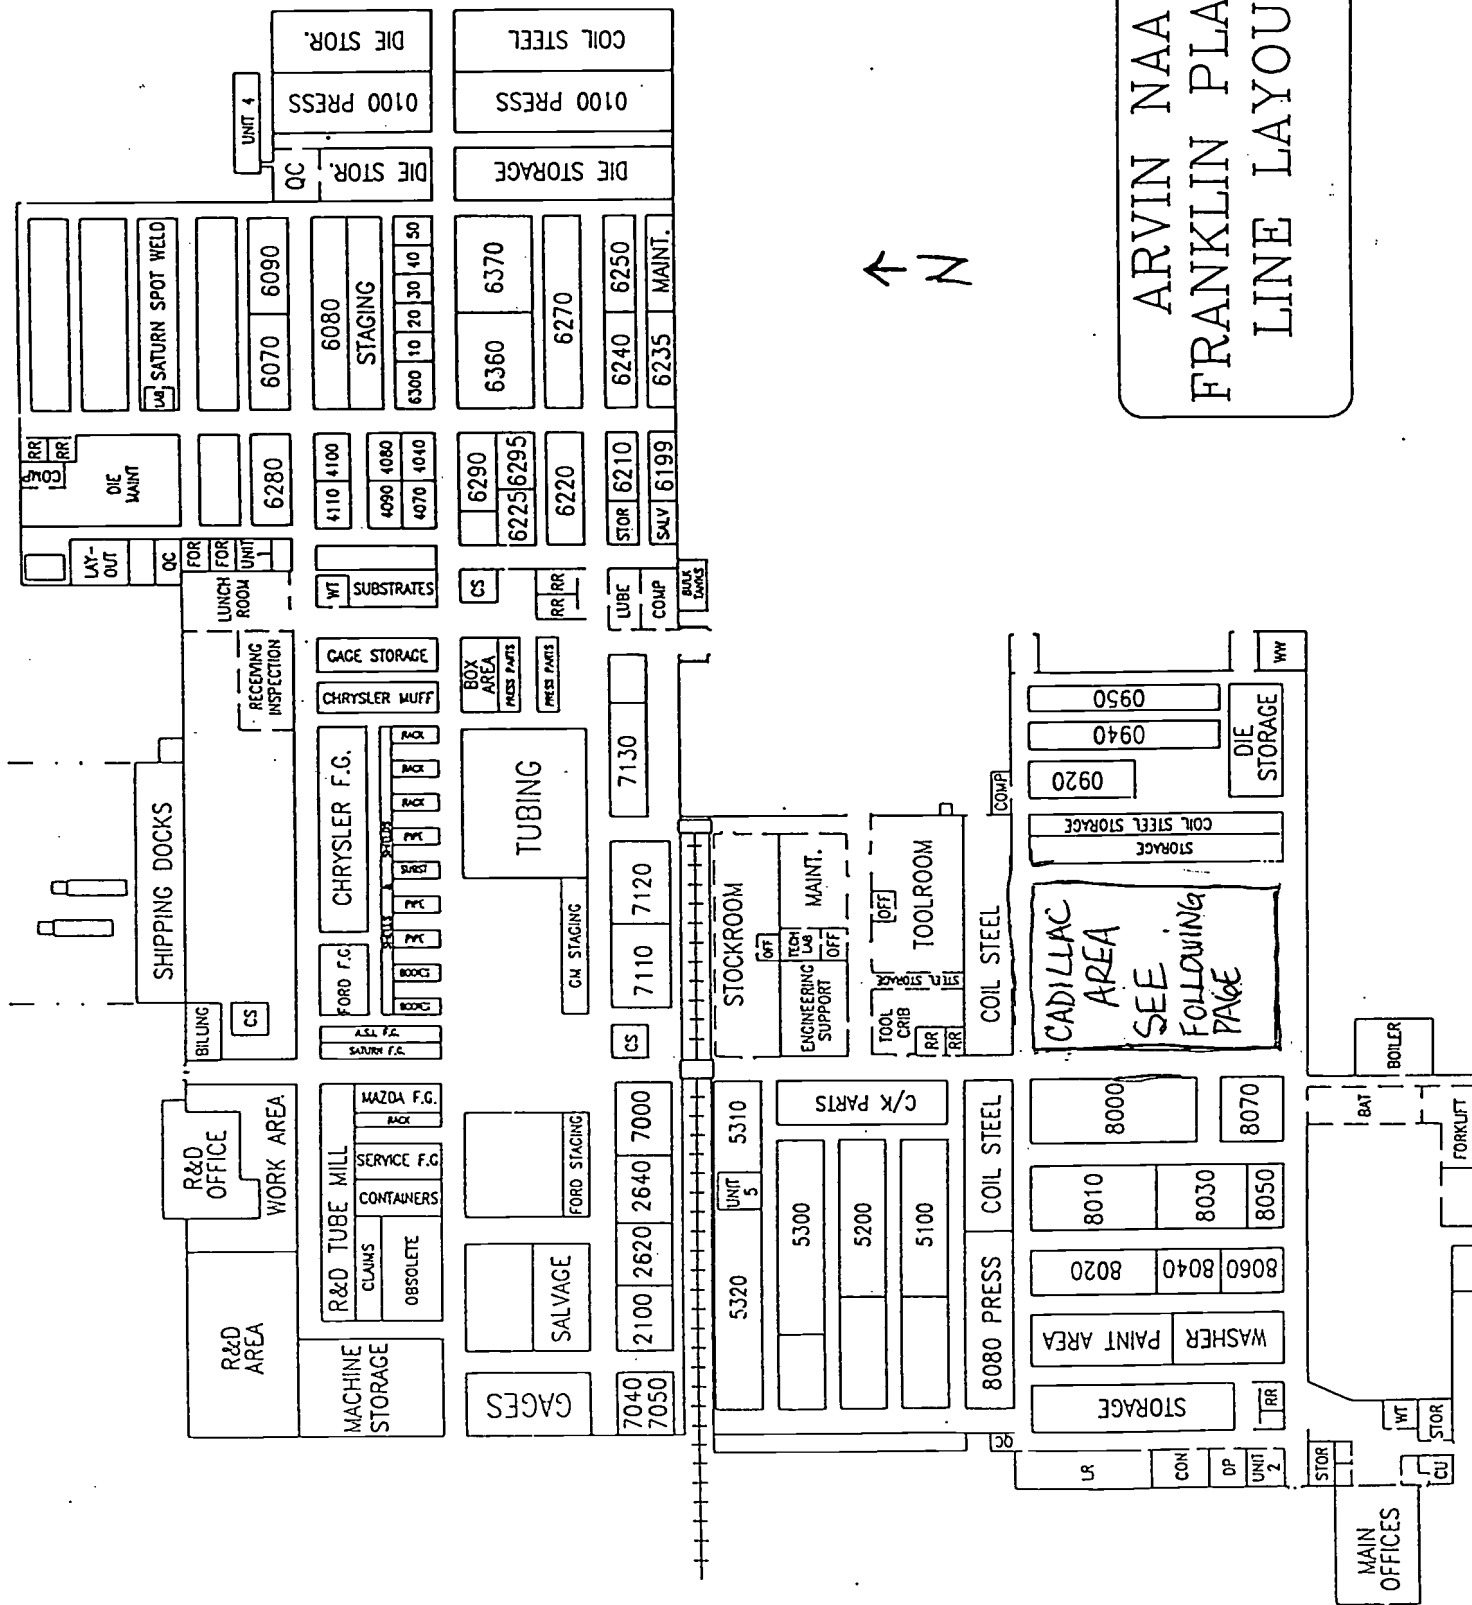 ARVIN NAA
FRANKLIN PLA
LINE LAYOU
N
UNIT 4
DIE STOR.
COIL STEEL
0100 PRESS
0100 PRESS
QC
DIE STOR.
DIE STORAGE
LAB
SATURN SPOT WELD
6070
6090
6080
STAGING
6300
10
20
30
40
50
6360
6370
6270
6240
6250
6235
MAINT.
RR
RR
COMP
DIE
MAINT
6280
4110
4100
4090
4080
4070
4040
6290
6225
6295
6220
STOR
6210
SALV
6199
LAY-
OUT
QC
FOR
FOR
UNIT
1
LUNCH
ROOM
WT
SUBSTRATES
CS
RR
RR
LUBE
COMP
BULK
TANKS
RECEIVING
INSPECTION
GAGE STORAGE
CHRYSLER MUFF
BOX
AREA
PRESS PARTS
PRESS PARTS
SHIPPING DOCKS
CHRYSLER F.G.
FORD F.G.
RACK
RACK
RACK
PIPE
SUBST
PIPE
PIPE
A.S.I. F.G.
SATURN F.G.
TUBING
GM STAGING
7130
7120
7110
CS
BILLING
CS
R&D
OFFICE
WORK AREA
R&D
AREA
R&D TUBE MILL
MAZDA F.G.
RACK
SERVICE F.G
CONTAINERS
CLAIMS
OBSOLETE
MACHINE
STORAGE
FORD STAGING
SALVAGE
GAGES
7000
2640
2620
2100
7040
7050
STOCKROOM
OFF
TECH
LAB
OFF
MAINT.
ENGINEERING
SUPPORT
OFF
TOOLROOM
STEEL STORAGE
TOOL
CRIB
RR
RR
COMP
COIL STEEL
5310
UNIT
5
5320
C/K PARTS
5300
5200
5100
COIL STEEL
8080 PRESS
QC
WW
0950
0940
0920
DIE
STORAGE
COIL STEEL STORAGE
STORAGE
CADILLAC
AREA
SEE
FOLLOWING
PAGE
8000
8070
8010
8030
8050
8020
8040
8060
PAINT AREA
WASHER
STORAGE
RR
LR
CON
DP
UNIT
2
BOILER
BAT
FORKLIFT
WT
STOR
STOR
CU
MAIN
OFFICES